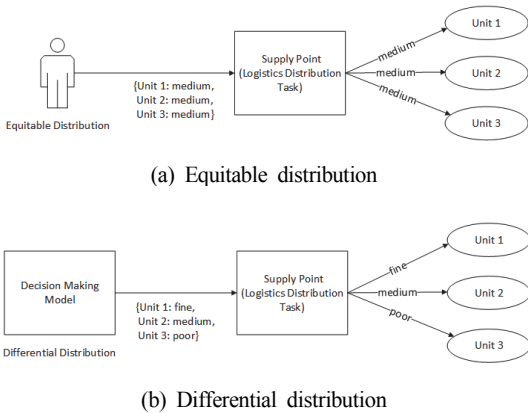 Equitable Distribution
{Unit 1: medium,
Unit 2: medium,
Unit 3: medium}
Supply Point
(Logistics Distribution
Task)
medium
medium
medium
Unit 1
Unit 2
Unit 3
(a) Equitable distribution
Decision Making
Model
Differential Distribution
{Unit 1: fine,
Unit 2: medium,
Unit 3: poor}
Supply Point
(Logistics Distribution
Task)
fine
medium
poor
Unit 1
Unit 2
Unit 3
(b) Differential distribution